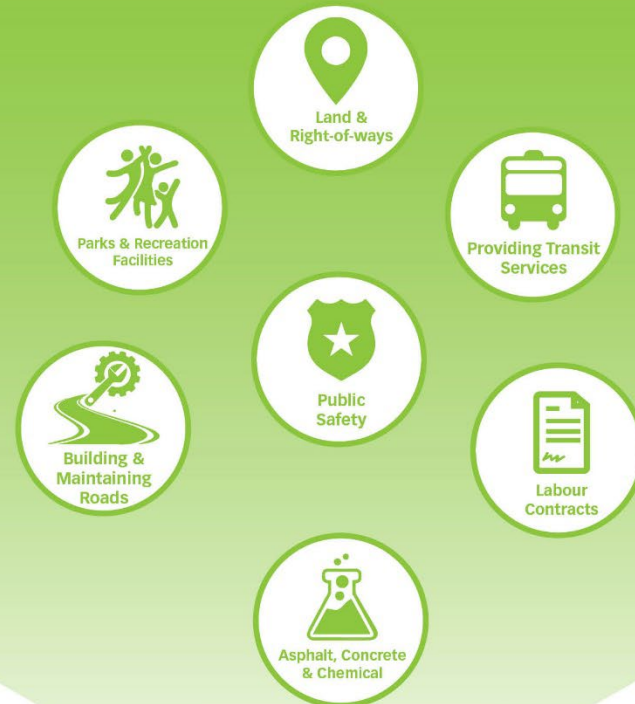 Land &
Right-of-ways
Parks & Recreation
Facilities
Providing Transit
Services
Public
Safety
Building &
Maintaining
Roads
Labour
Contracts
Asphalt, Concrete
& Chemical